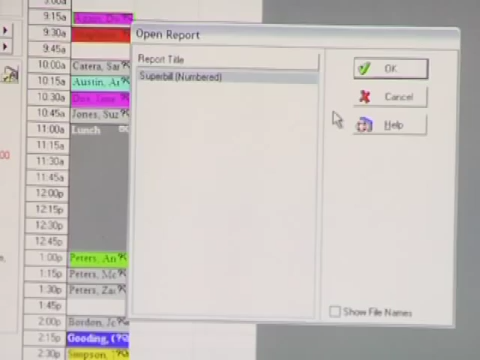 9:15a
9:30a
9:45a
10:00a Catera, Sar
10:15a Austin, A
10:30a
10:45a Jones, Suz
11:00a Lunch
11:15a
11:30a
11:45a
12:00p
12:15p
12:30p
12:45p
1:00p Peters, An
1:15p Peters, Mc
1:30p Peters, Za
1:45p
2:00p Bordon, Jc
2:15p Gooding, (
2:30p Simpson,
Open Report
Report Title
Superbill (Numbered)
OK
Cancel
Help
Show File Names